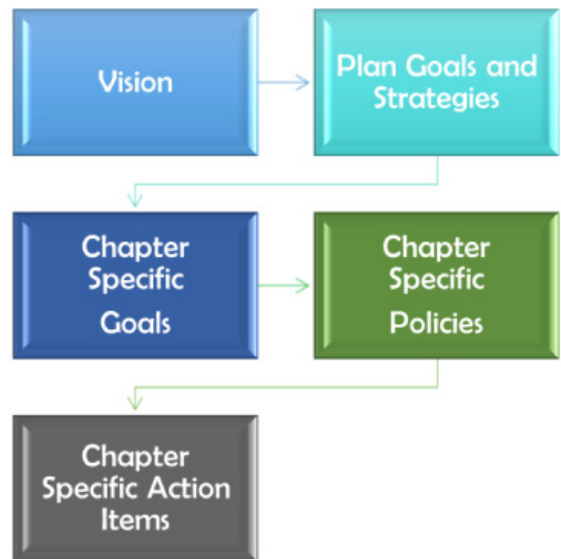 Vision
Plan Goals and
Strategies
Chapter
Specific
Goals
Chapter
Specific
Policies
Chapter
Specific Action
Items